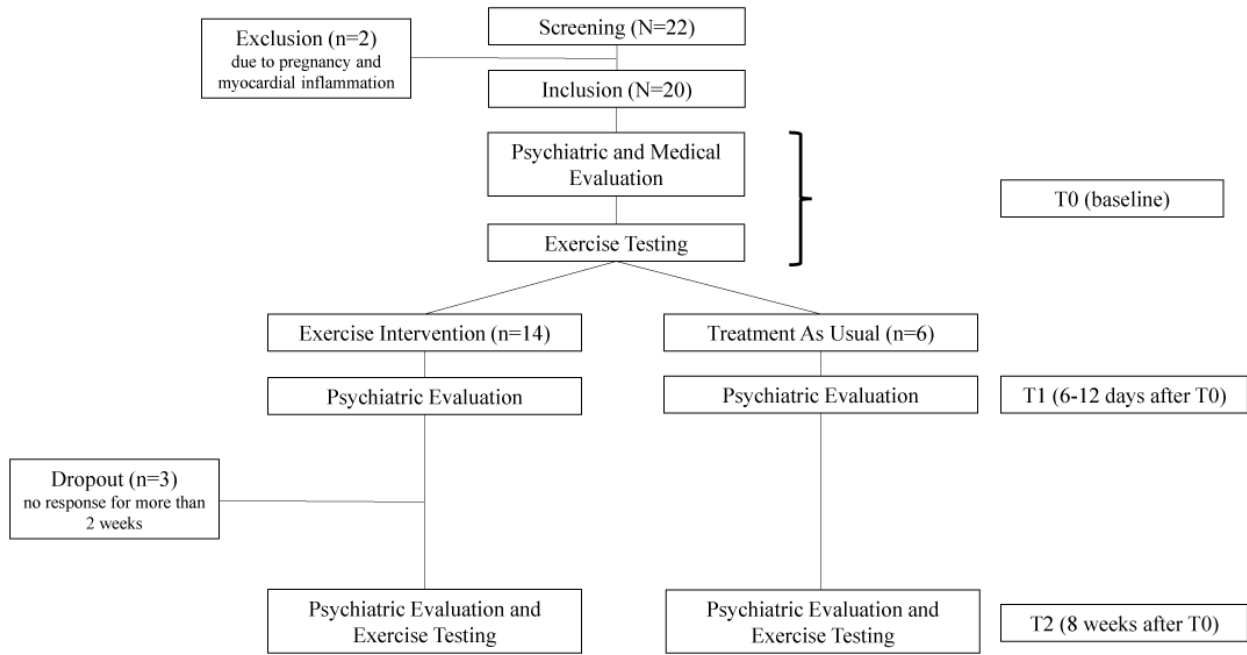 Screening (N=22)
Exclusion (n=2)
due to pregnancy and
myocardial inflammation
Inclusion (N=20)
Psychiatric and Medical
Evaluation
T0 (baseline)
Exercise Testing
Exercise Intervention (n=14)
Treatment As Usual (n=6)
Psychiatric Evaluation
Psychiatric Evaluation
T1 (6-12 days after T0)
Dropout (n=3)
no response for more than
2 weeks
Psychiatric Evaluation and
Exercise Testing
Psychiatric Evaluation and
Exercise Testing
T2 (8 weeks after T0)